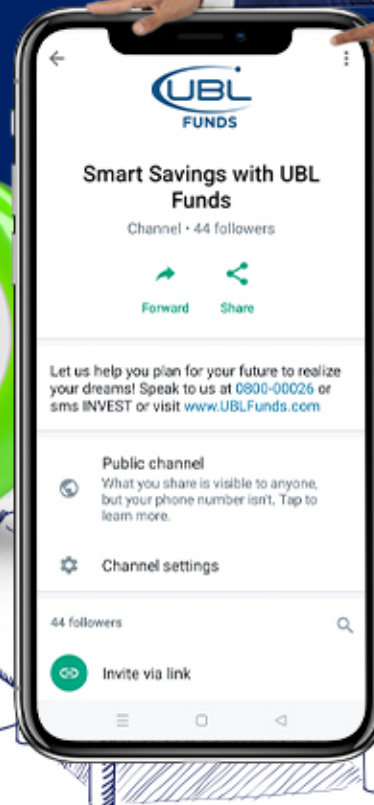 UBL
FUNDS
Smart Savings with UBL
Funds
Channel • 44 followers
Forward Share
Let us help you plan for your future to realize
your dreams! Speak to us at 0800-00026 or
sms INVEST or visit www.UBLFunds.com
Public channel
What you share is visible to anyone,
but your phone number isn't. Tap to
learn more.
Channel settings
44 followers
Invite via link